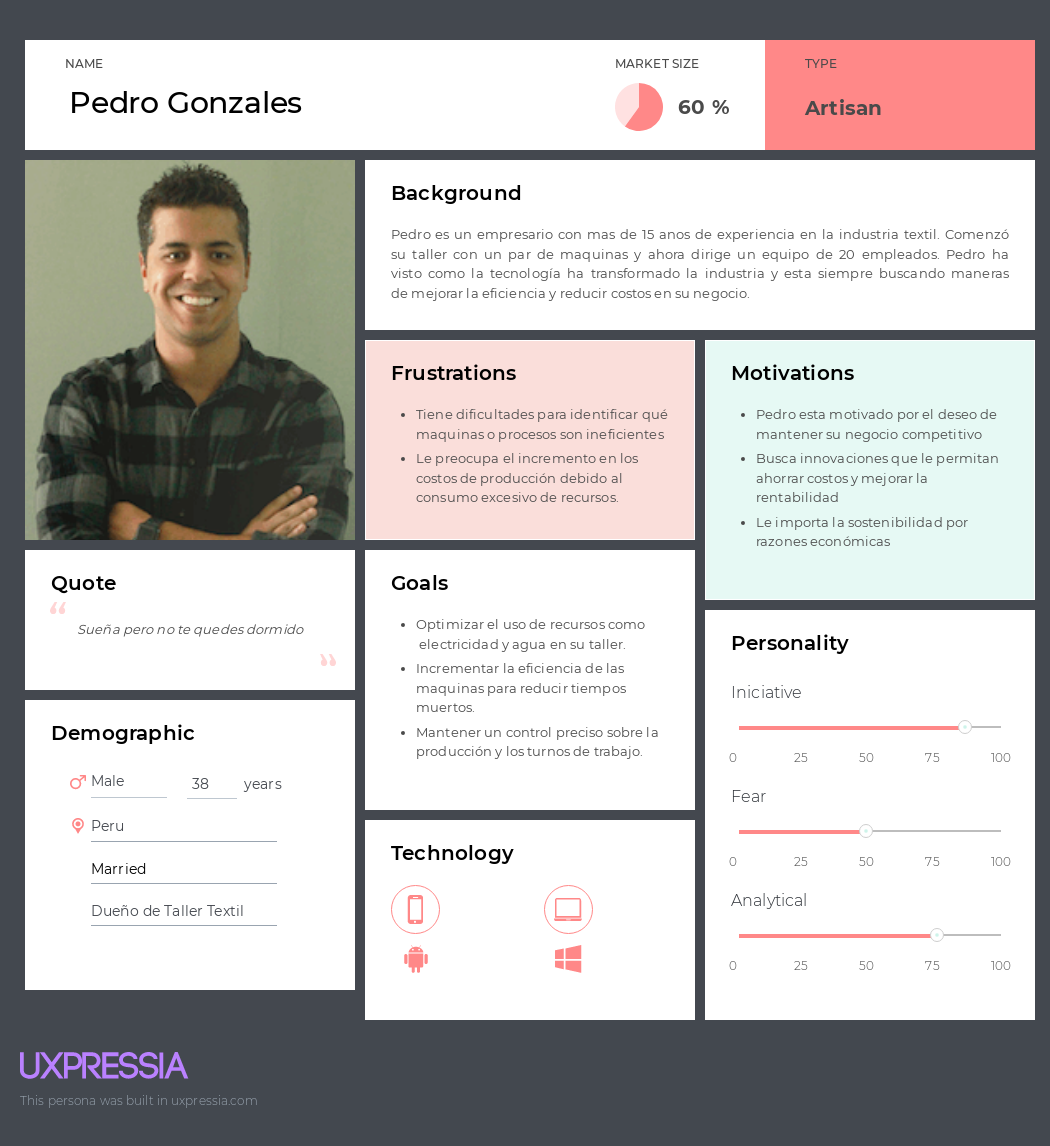 NAME
Pedro Gonzales
MARKET SIZE
60 %
TYPE
Artisan
Background
Pedro es un empresario con mas de 15 anos de experiencia en la industria textil. Comenzó
su taller con un par de maquinas y ahora dirige un equipo de 20 empleados. Pedro ha
visto como la tecnología ha transformado la industria y esta siempre buscando maneras
de mejorar la eficiencia y reducir costos en su negocio.
Frustrations
• Tiene dificultades para identificar qué
maquinas o procesos son ineficientes
• Le preocupa el incremento en los
costos de producción debido al
consumo excesivo de recursos.
Motivations
• Pedro esta motivado por el deseo de
mantener su negocio competitivo
• Busca innovaciones que le permitan
ahorrar costos y mejorar la
rentabilidad
• Le importa la sostenibilidad por
razones económicas
Quote
“
Sueña pero no te quedes dormido
”
Goals
• Optimizar el uso de recursos como
electricidad y agua en su taller.
• Incrementar la eficiencia de las
maquinas para reducir tiempos
muertos.
• Mantener un control preciso sobre la
producción y los turnos de trabajo.
Demographic
Male 38 years
Peru
Married
Dueño de Taller Textil
Technology
Personality
Iniciative
0 25 50 75 100
Fear
0 25 50 75 100
Analytical
0 25 50 75 100
UXPRESSIA
This persona was built in uxpressia.com